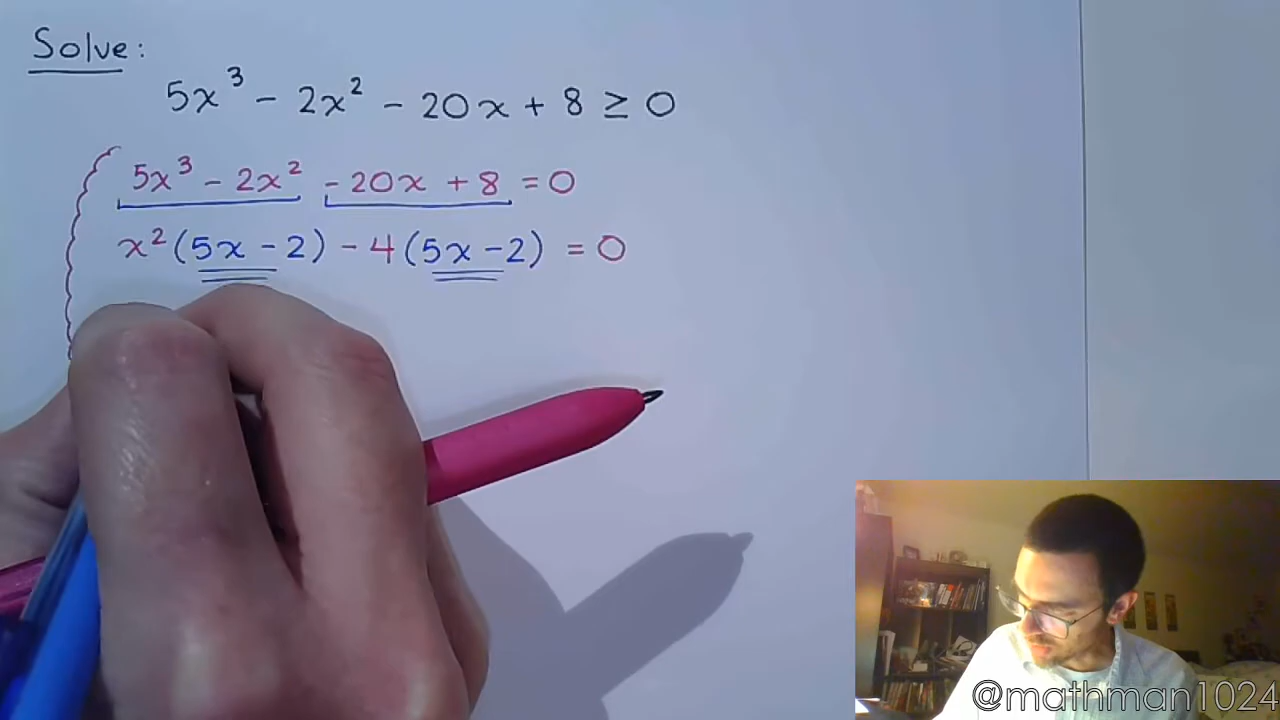 Solve:
5x³ - 2x² - 20x + 8 ≥ 0
5x³ - 2x² - 20x + 8 = 0
x²(5x - 2) - 4(5x - 2) = 0
@mathman1024